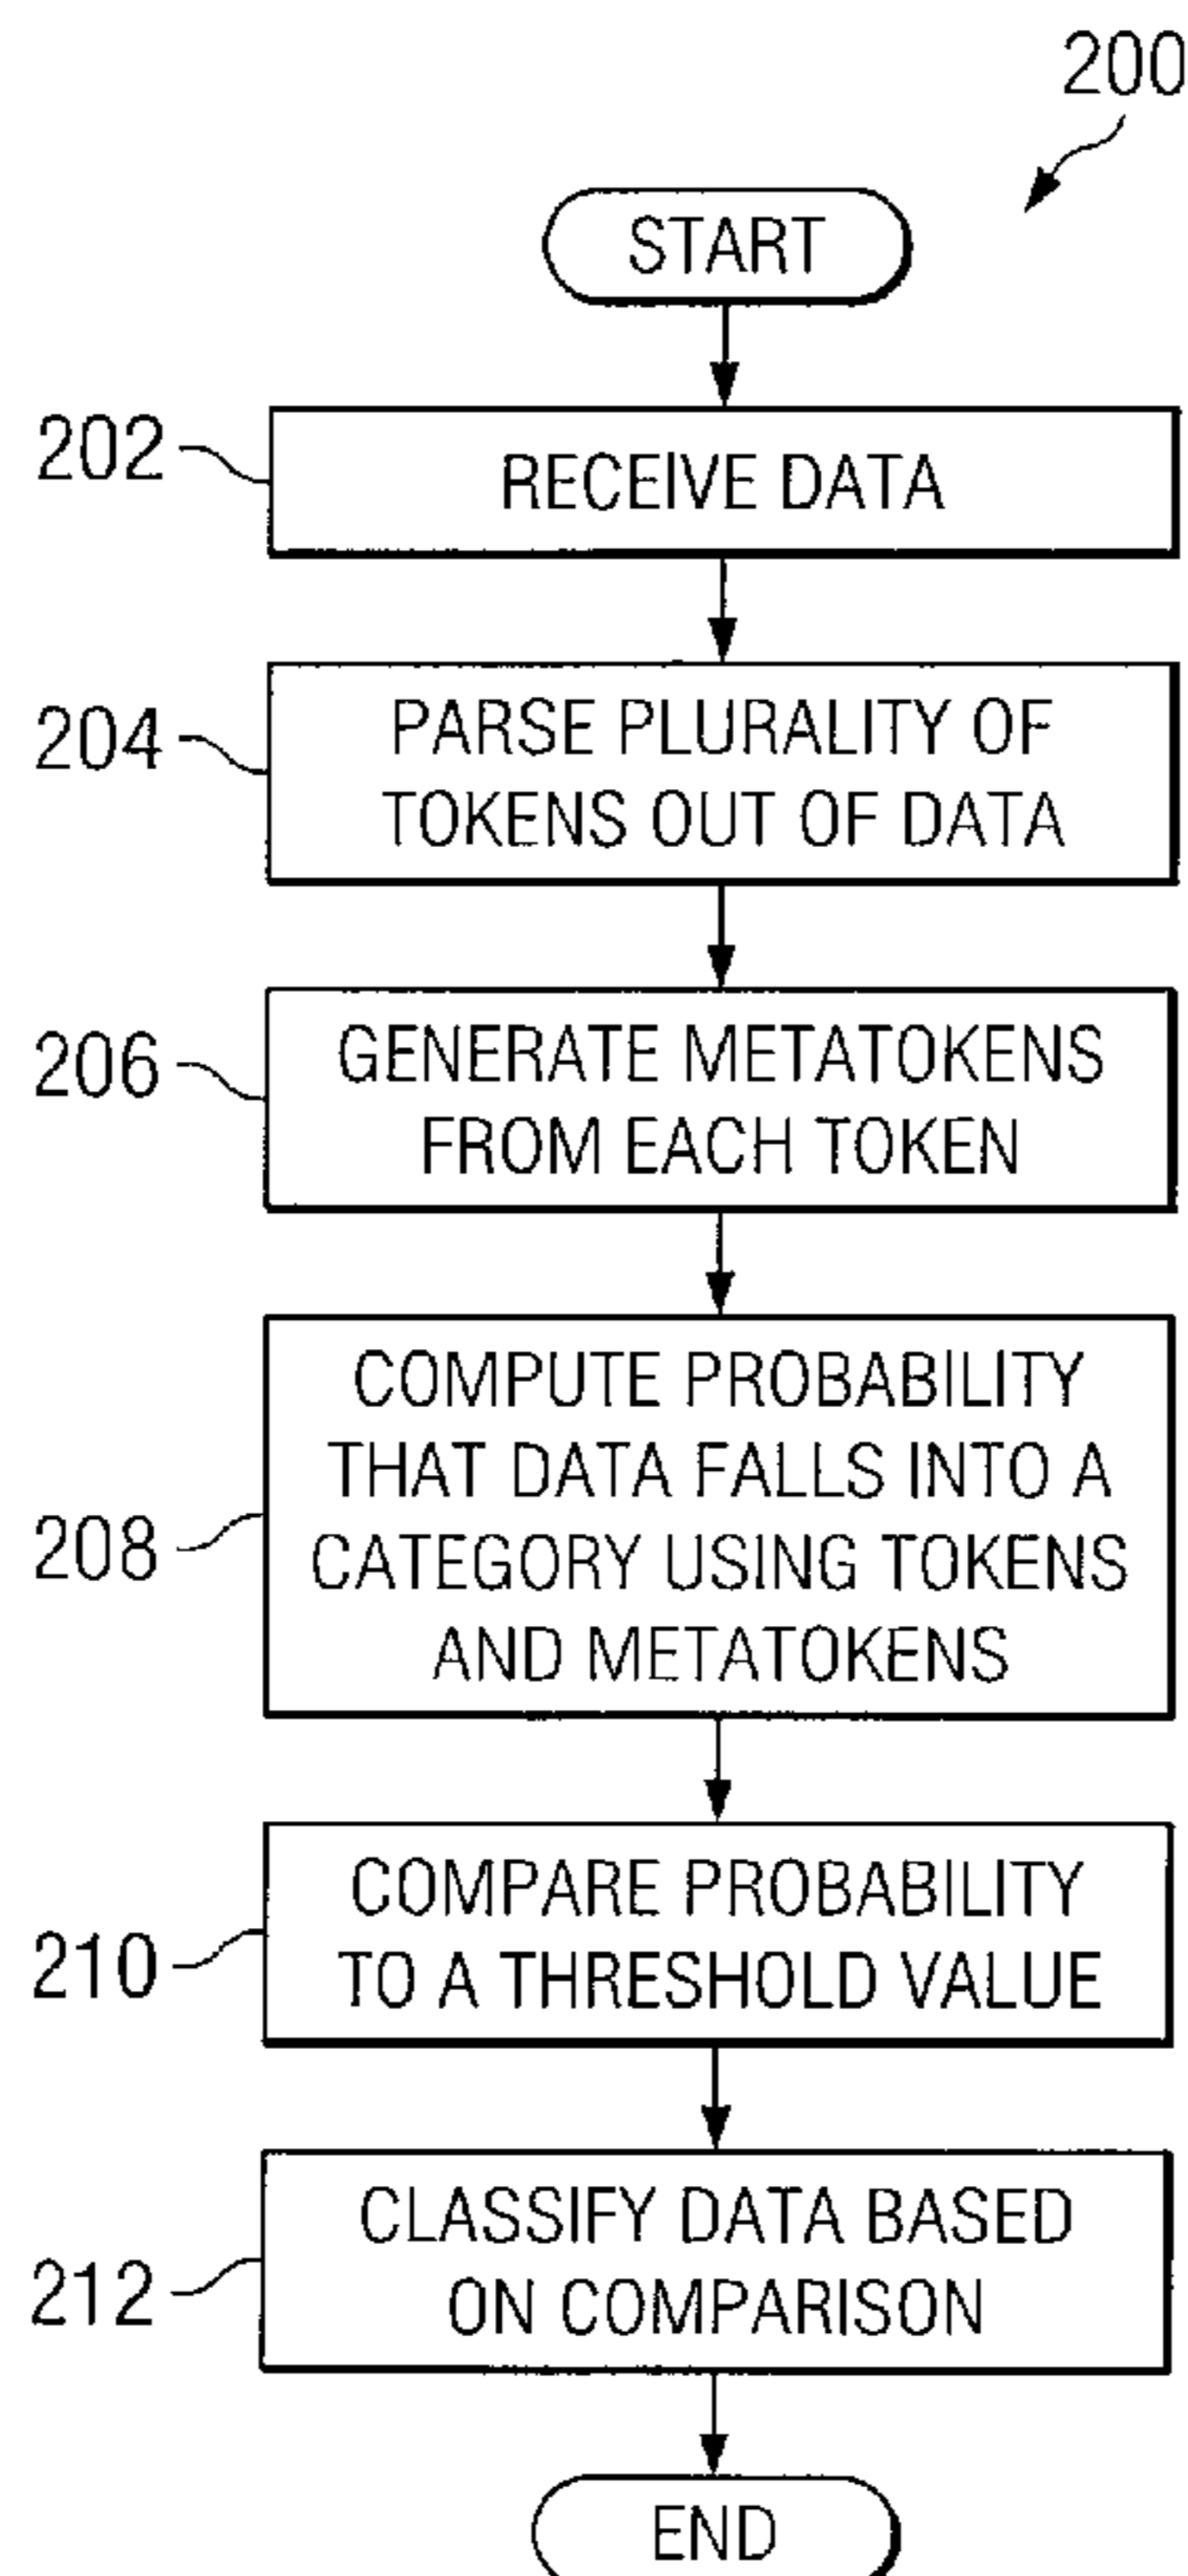 200
START
202
RECEIVE DATA
204
PARSE PLURALITY OF
TOKENS OUT OF DATA
206
GENERATE METATOKENS
FROM EACH TOKEN
208
COMPUTE PROBABILITY
THAT DATA FALLS INTO A
CATEGORY USING TOKENS
AND METATOKENS
210
COMPARE PROBABILITY
TO A THRESHOLD VALUE
212
CLASSIFY DATA BASED
ON COMPARISON
END